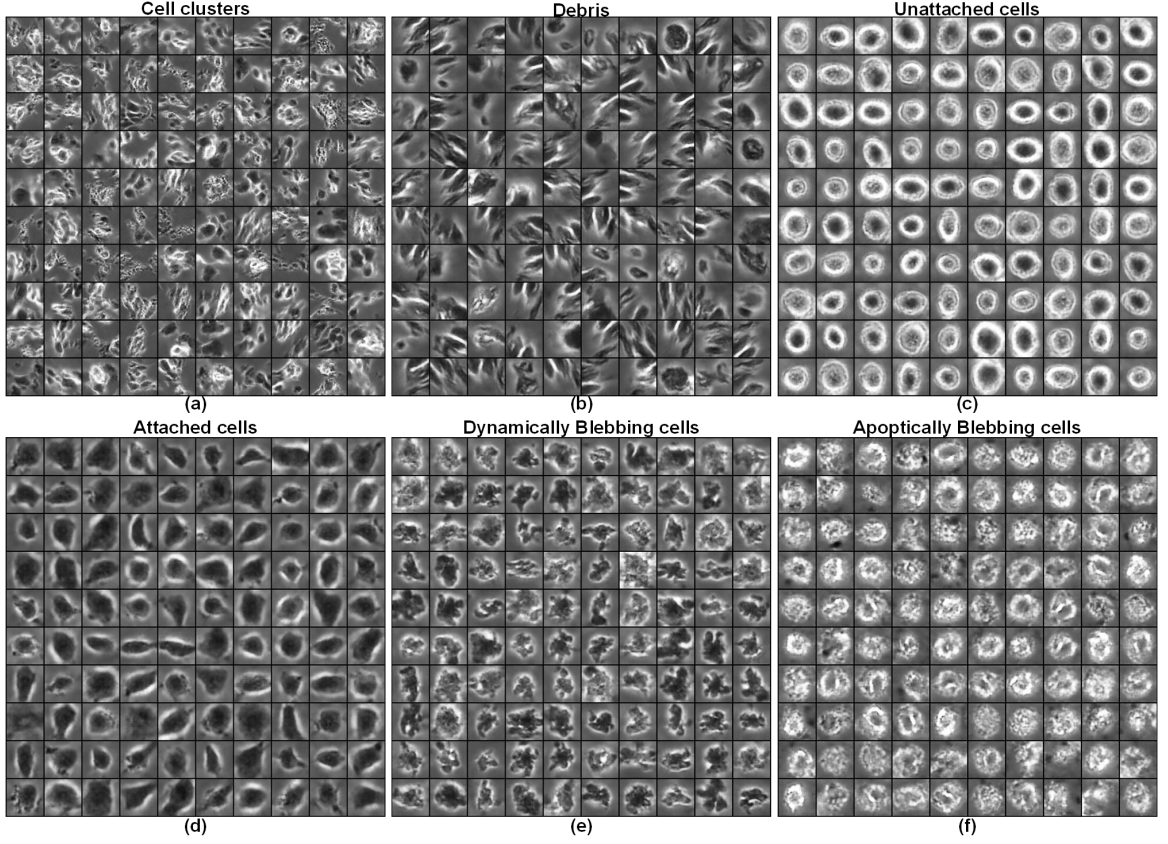 Cell clusters
Debris
Unattached cells
(a)
(b)
(c)
Attached cells
Dynamically Blebbing cells
Apoptically Blebbing cells
(d)
(e)
(f)